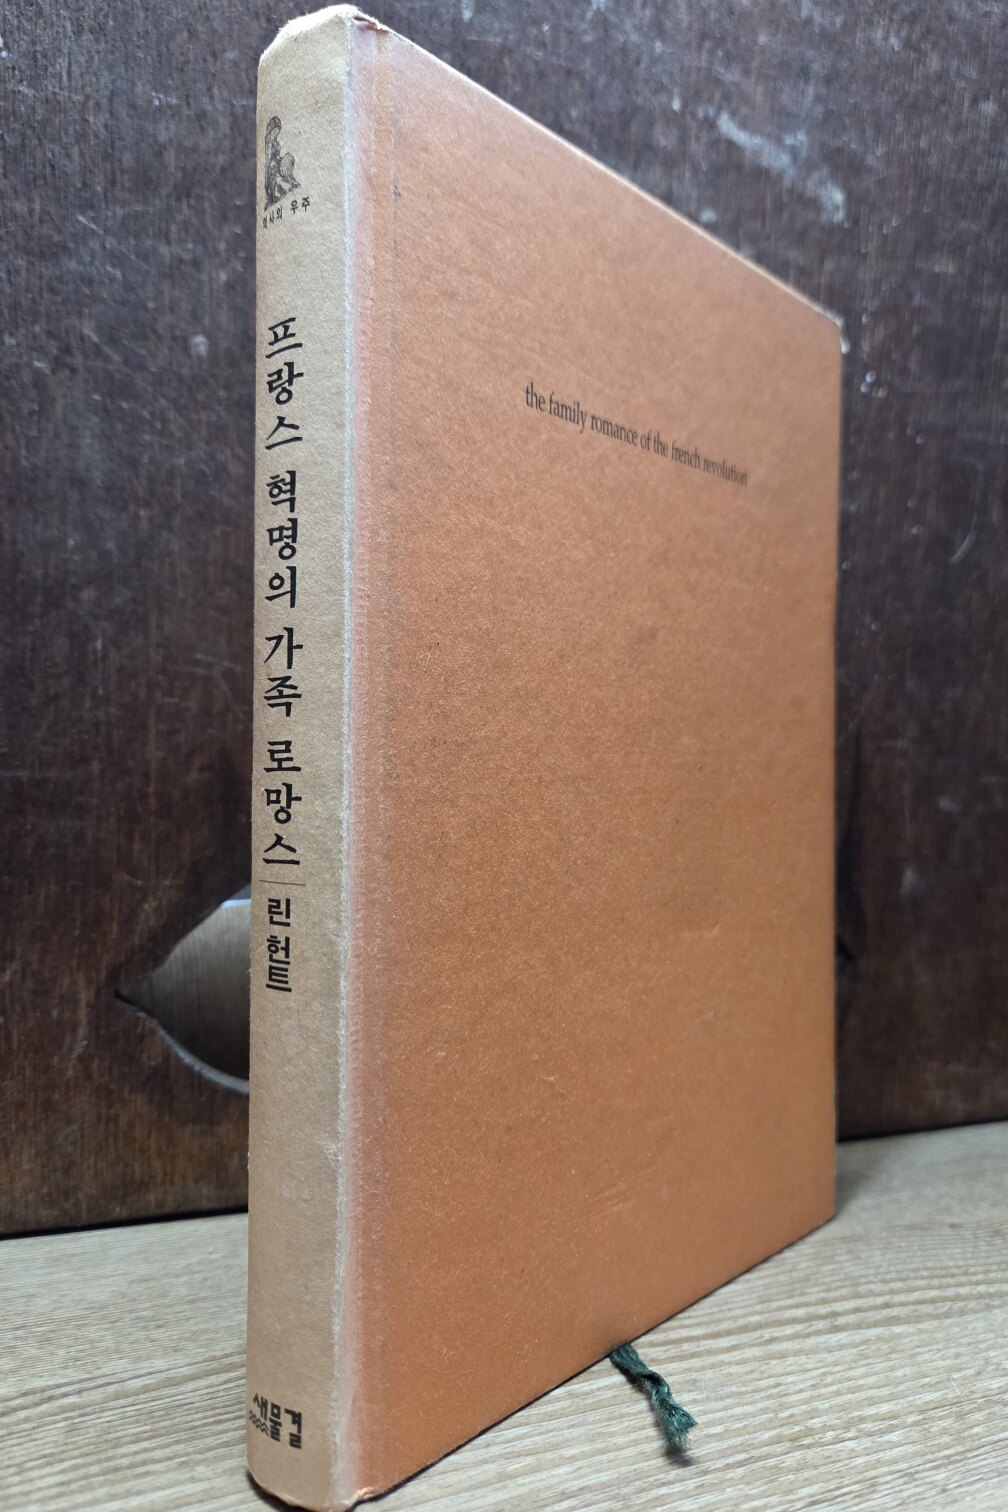 역사의 우주
프랑스 혁명의 가족 로망스
린 헌트
새물결
the family romance of the french revolution